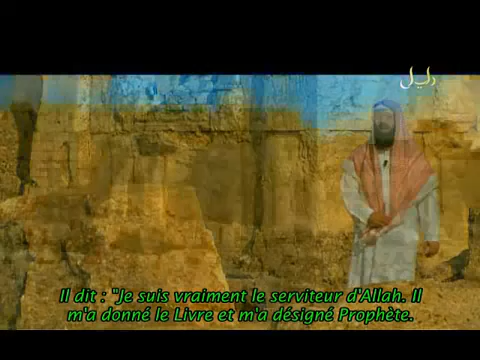 دليل
Il dit : "Je suis vraiment le serviteur d'Allah. Il
m'a donné le Livre et m'a désigné Prophète.